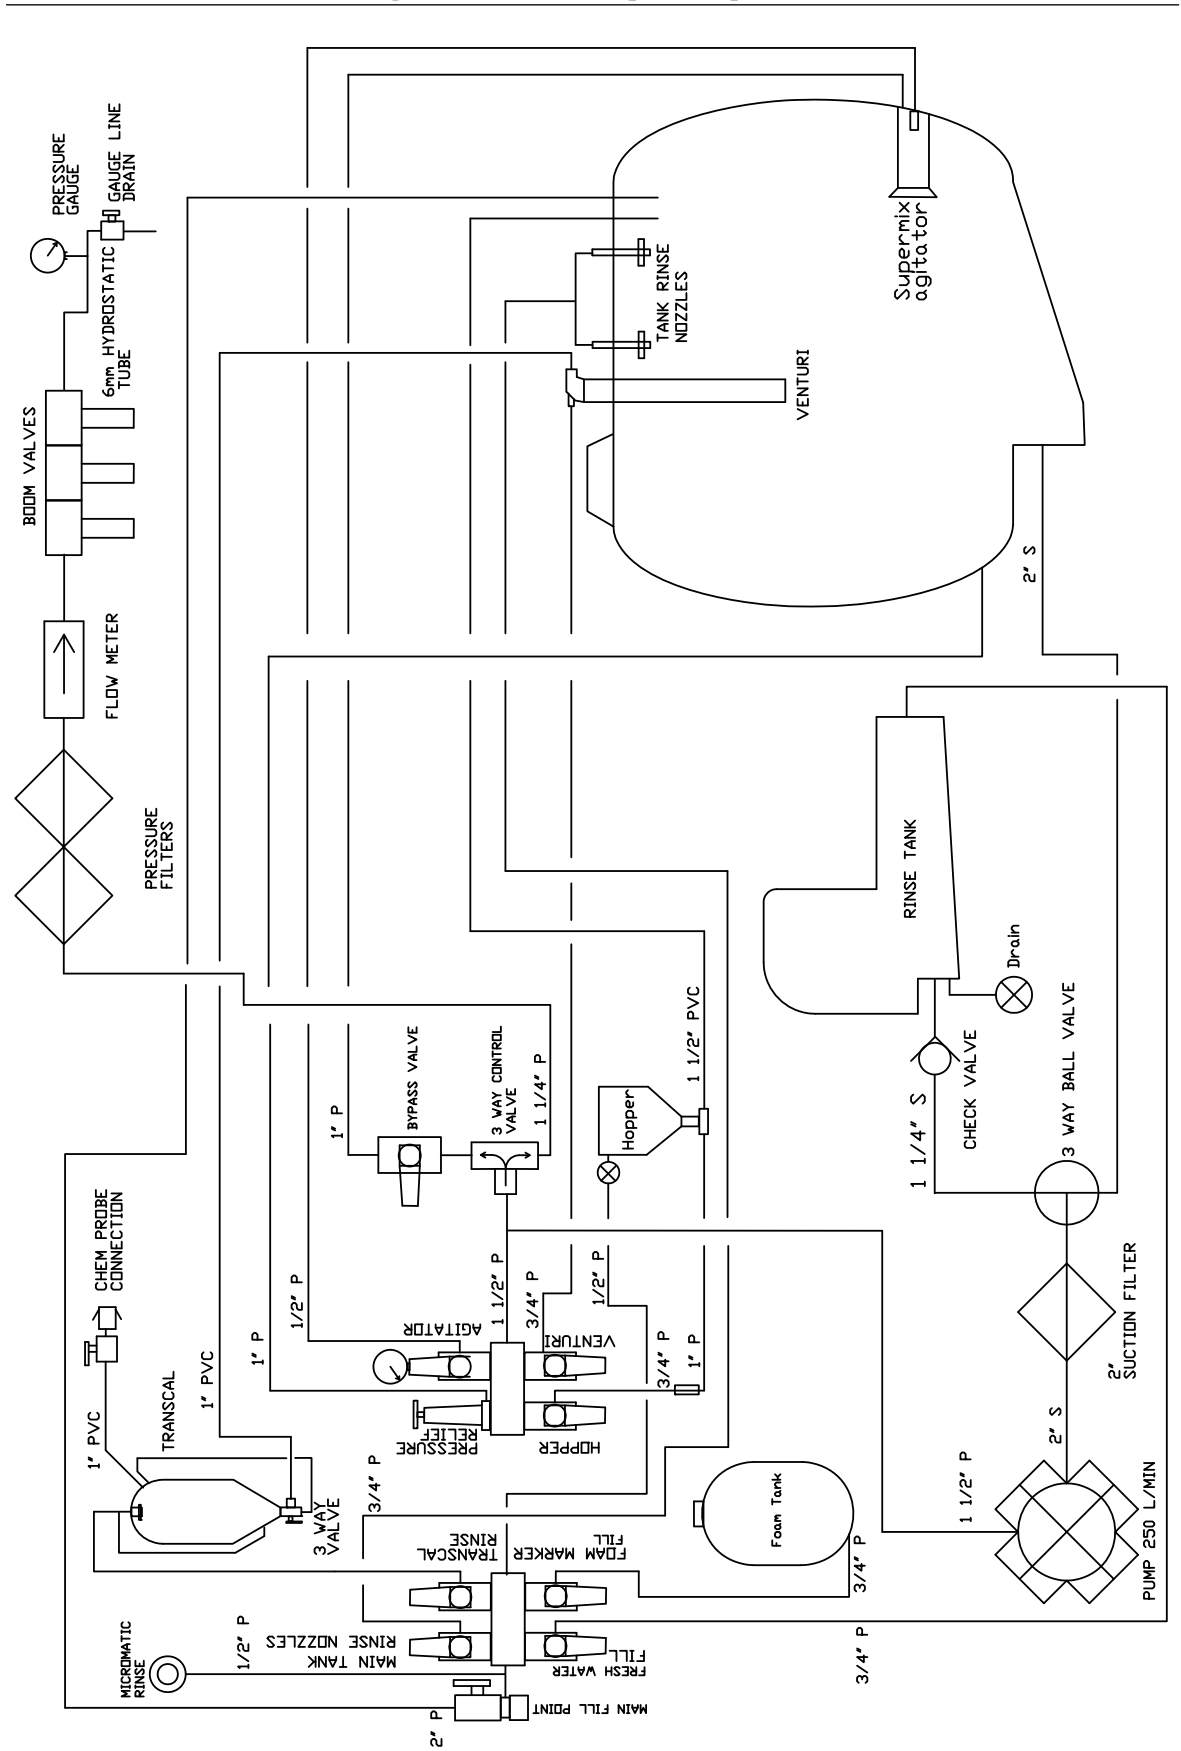 PRESSURE
GAUGE
GAUGE LINE
DRAIN
6mm HYDROSTATIC
TUBE
BOOM VALVES
FLOW METER
PRESSURE
FILTERS
Supermix
agitator
TANK RINSE
NOZZLES
VENTURI
2" S
RINSE TANK
Drain
CHECK VALVE
1 1/4" S
3 WAY BALL VALVE
2"
SUCTION FILTER
2" S
1 1/2" P
PUMP 250 L/MIN
BYPASS VALVE
3 WAY CONTROL
VALVE
1 1/4" P
1" P
Hopper
1 1/2" PVC
1 1/2" P
3/4" P
1/2" P
1/2" P
1" P
1" PVC
AGITATOR
VENTURI
PRESSURE
RELIEF
HOPPER
3/4" P
1" P
CHEM PROBE
CONNECTION
1" PVC
TRANSCAL
3 WAY
VALVE
3/4" P
TRANSCAL
RINSE
FOAM MARKER
FILL
Foam Tank
3/4" P
MAIN TANK
RINSE NOZZLES
FRESH WATER
FILL
3/4" P
1/2" P
MICROMATIC
RINSE
MAIN FILL POINT
2" P